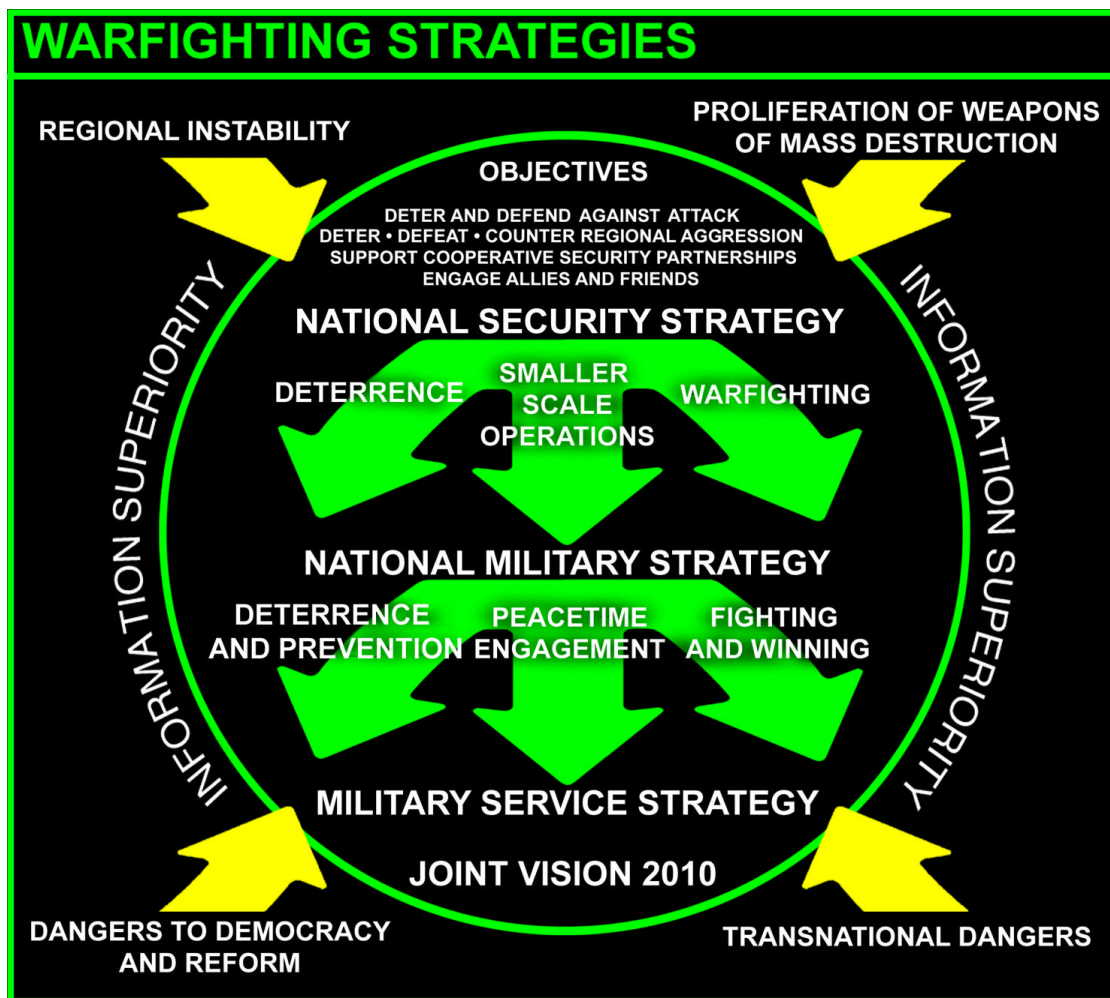 WARFIGHTING STRATEGIES
REGIONAL INSTABILITY
PROLIFERATION OF WEAPONS
OF MASS DESTRUCTION
OBJECTIVES
DETER AND DEFEND AGAINST ATTACK
DETER • DEFEAT • COUNTER REGIONAL AGGRESSION
SUPPORT COOPERATIVE SECURITY PARTNERSHIPS
ENGAGE ALLIES AND FRIENDS
INFORMATION SUPERIORITY
INFORMATION SUPERIORITY
NATIONAL SECURITY STRATEGY
DETERRENCE
SMALLER
SCALE
OPERATIONS
WARFIGHTING
NATIONAL MILITARY STRATEGY
DETERRENCE
AND PREVENTION
PEACETIME
ENGAGEMENT
FIGHTING
AND WINNING
MILITARY SERVICE STRATEGY
JOINT VISION 2010
DANGERS TO DEMOCRACY
AND REFORM
TRANSNATIONAL DANGERS